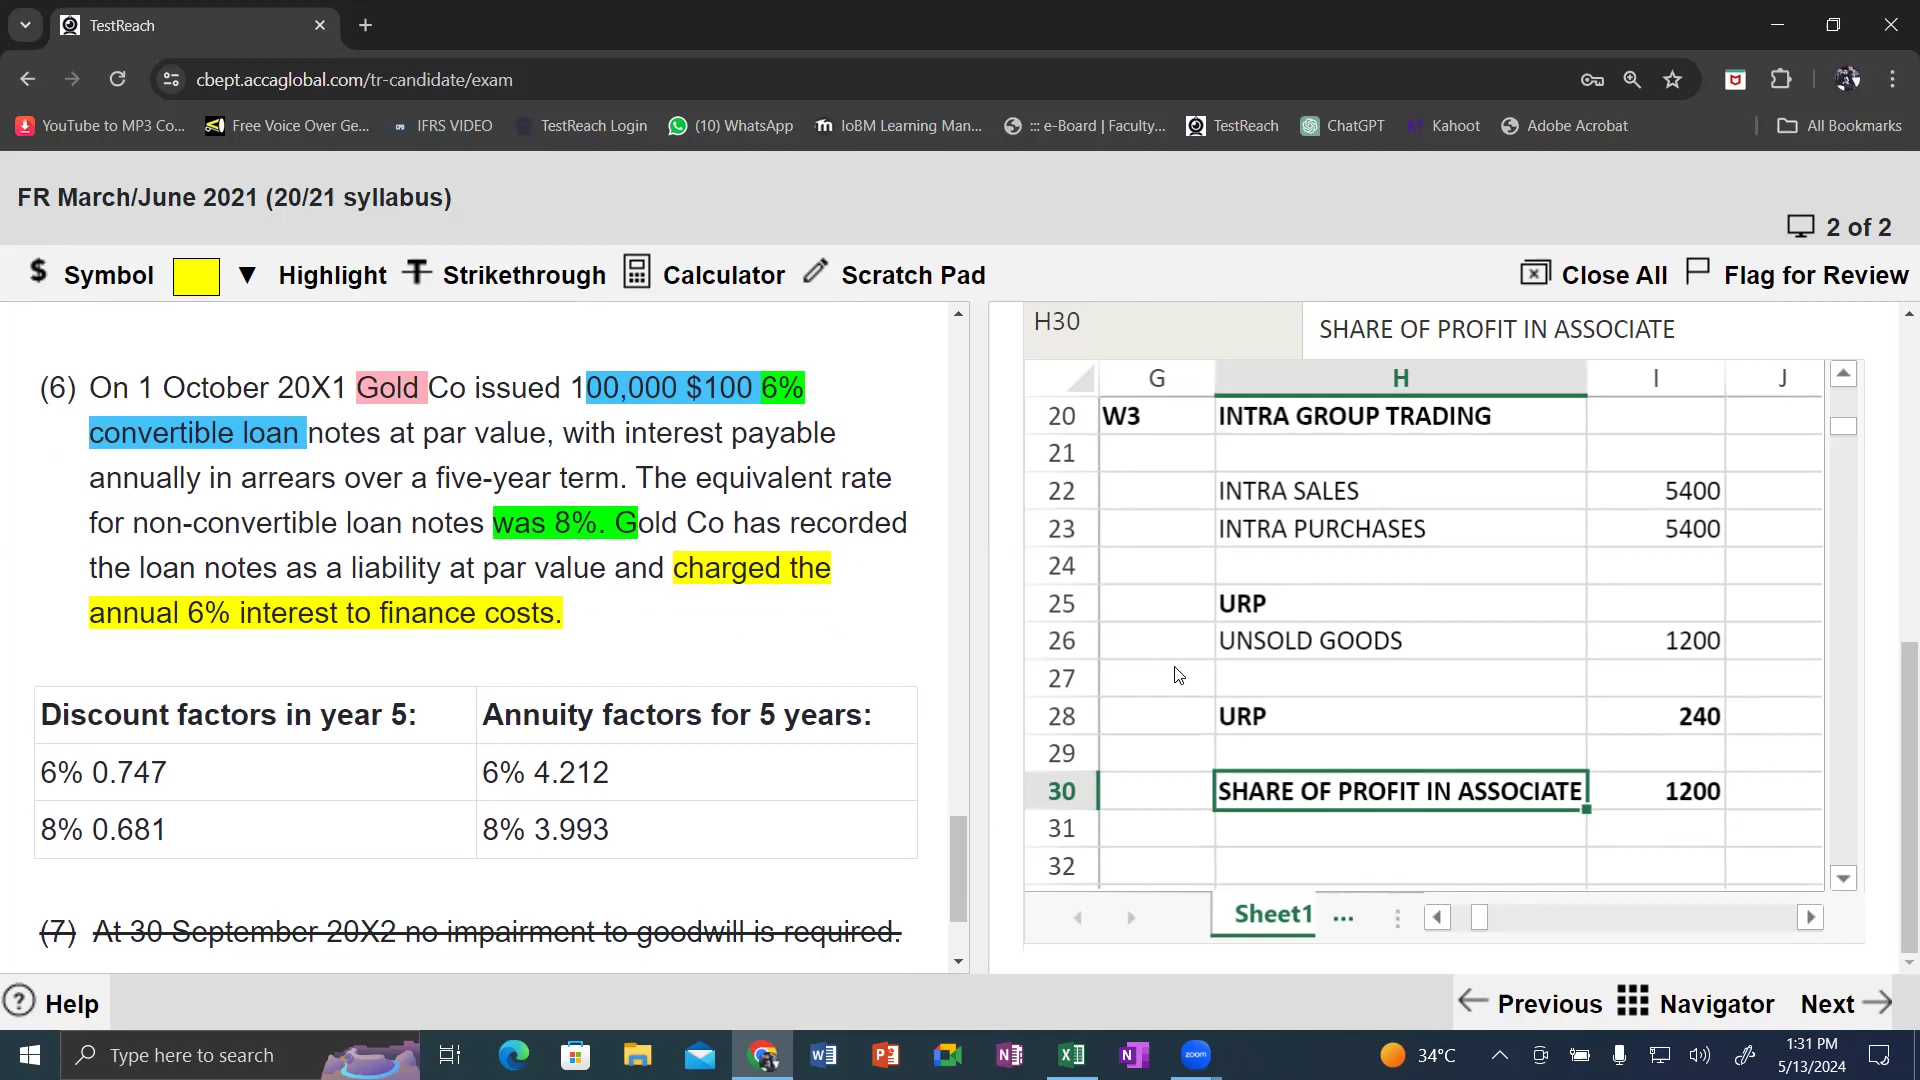 TestReach
cbept.accaglobal.com/tr-candidate/exam
YouTube to MP3 Co...
Free Voice Over Ge...
IFRS VIDEO
TestReach Login
(10) WhatsApp
IoBM Learning Man...
::: e-Board | Faculty...
TestReach
ChatGPT
Kahoot
Adobe Acrobat
All Bookmarks
FR March/June 2021 (20/21 syllabus)
2 of 2
$ Symbol
Highlight
Strikethrough
Calculator
Scratch Pad
Close All
Flag for Review
(6) On 1 October 20X1 Gold Co issued 100,000 $100 6%
convertible loan notes at par value, with interest payable
annually in arrears over a five-year term. The equivalent rate
for non-convertible loan notes was 8%. Gold Co has recorded
the loan notes as a liability at par value and charged the
annual 6% interest to finance costs.
Discount factors in year 5: Annuity factors for 5 years:
6% 0.747 6% 4.212
8% 0.681 8% 3.993
(7) At 30 September 20X2 no impairment to goodwill is required.
H30 SHARE OF PROFIT IN ASSOCIATE
G H I J
20 W3 INTRA GROUP TRADING
21
22 INTRA SALES 5400
23 INTRA PURCHASES 5400
24
25 URP
26 UNSOLD GOODS 1200
27
28 URP 240
29
30 SHARE OF PROFIT IN ASSOCIATE 1200
31
32
Sheet1 ...
? Help
Previous
Navigator
Next
Type here to search
zoom
34°C
1:31 PM
5/13/2024